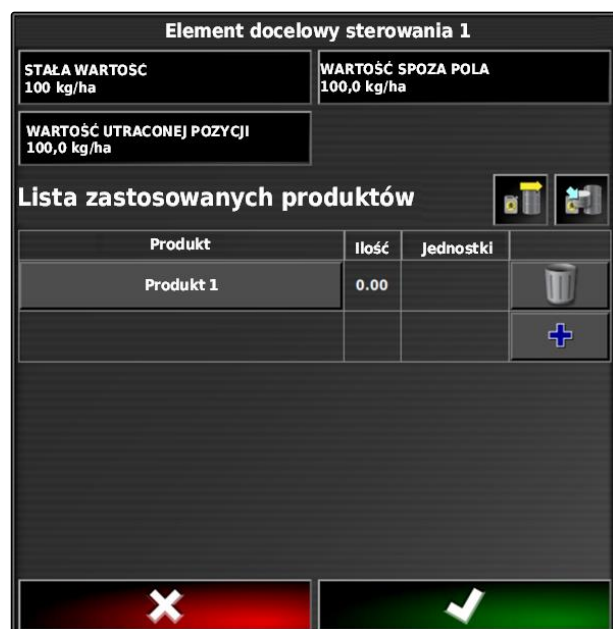 Element docelowy sterowania 1
STAŁA WARTOŚĆ
100 kg/ha
WARTOŚĆ SPOZA POLA
100,0 kg/ha
WARTOŚĆ UTRACONEJ POZYCJI
100,0 kg/ha
Lista zastosowanych produktów
Produkt Ilość Jednostki
Produkt 1 0.00